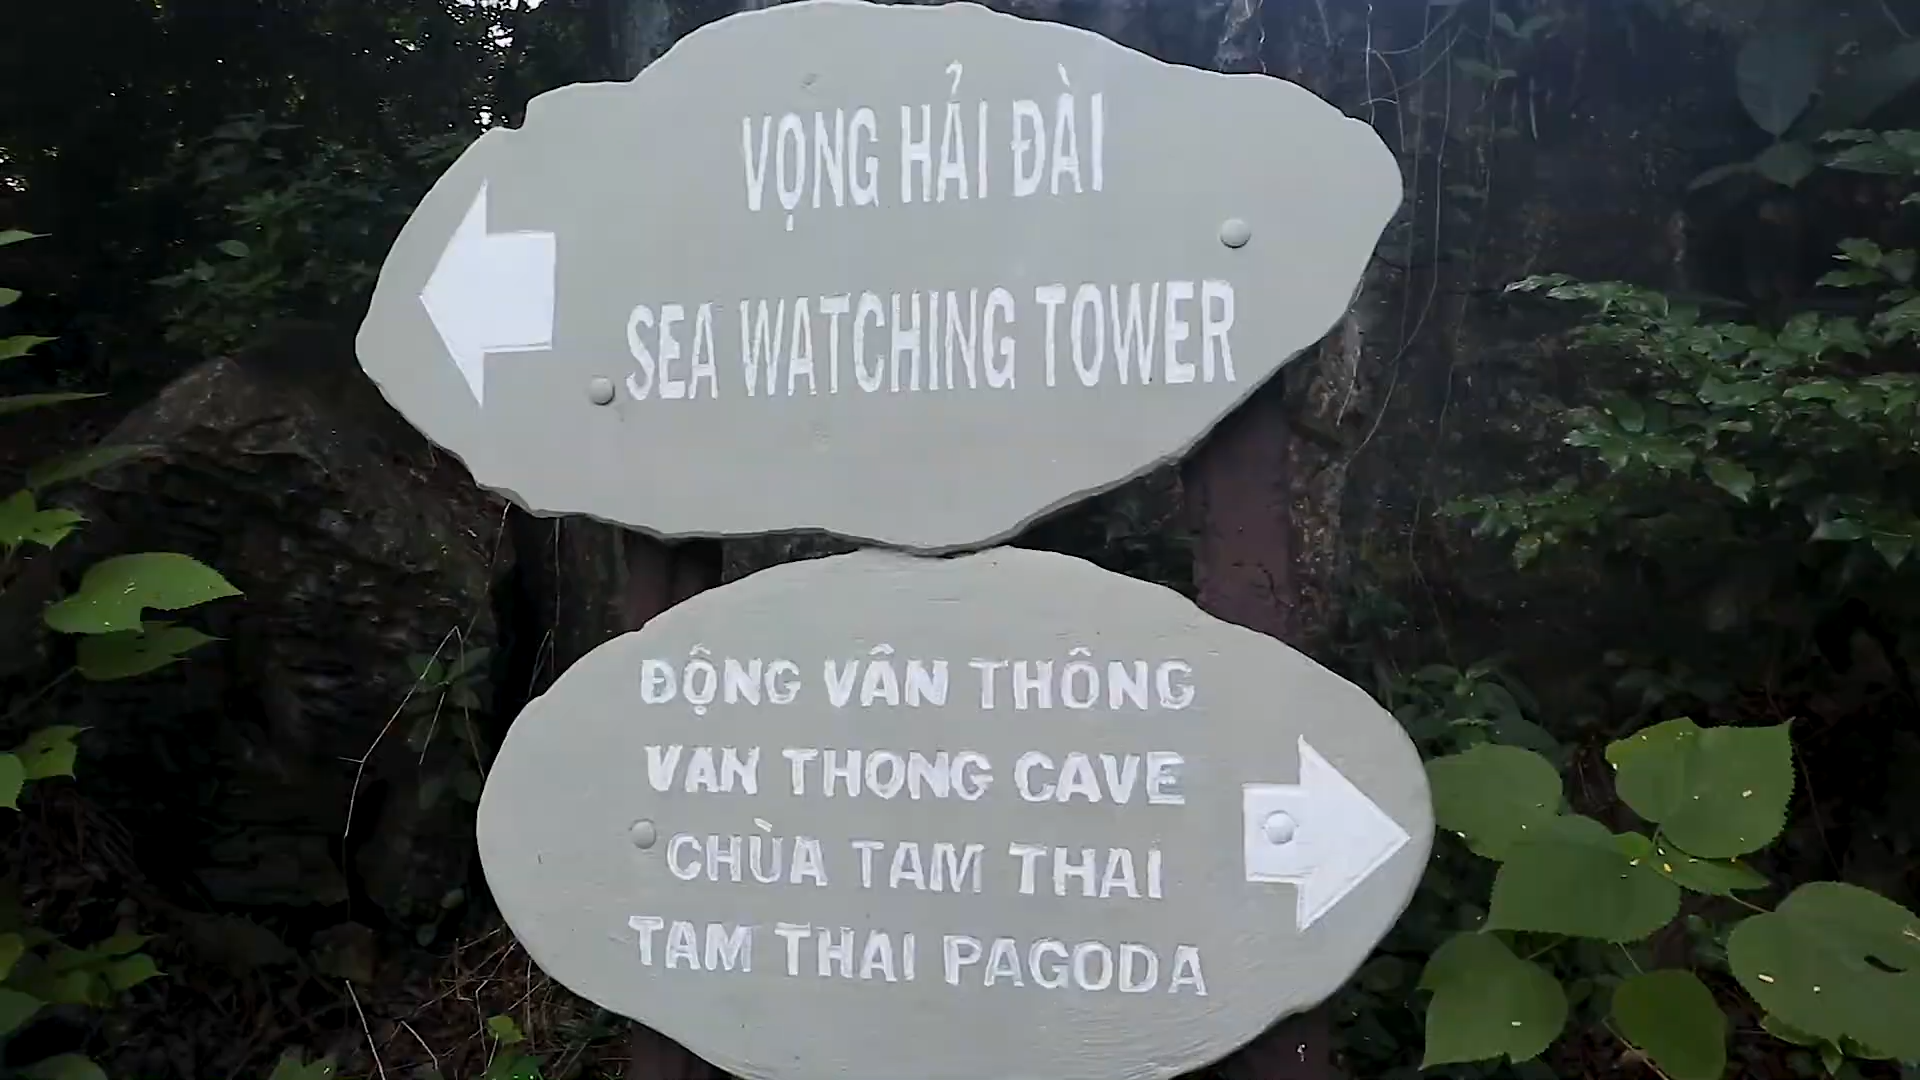 VỌNG HẢI ĐÀI
SEA WATCHING TOWER
ĐỘNG VÂN THÔNG
VAN THONG CAVE
CHÙA TAM THAI
TAM THAI PAGODA